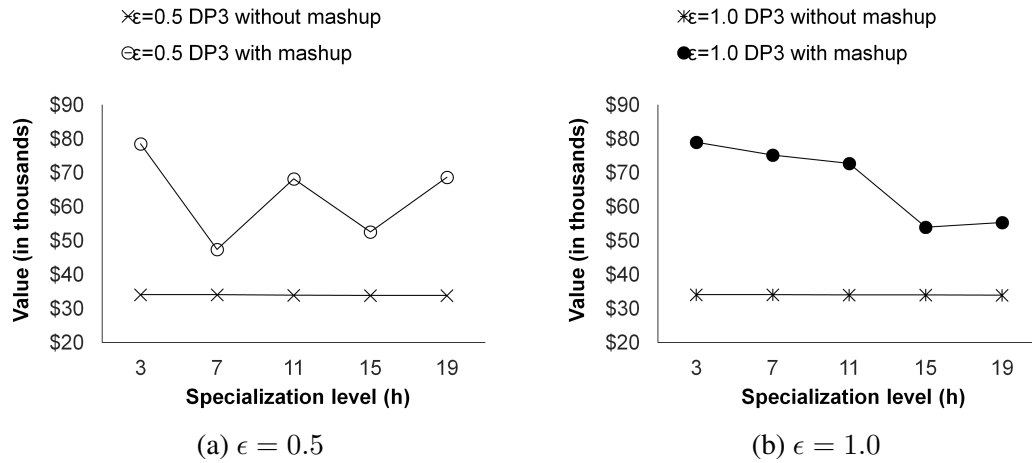 ε=0.5 DP3 without mashup
ε=0.5 DP3 with mashup
Value (in thousands)
$90
$80
$70
$60
$50
$40
$30
$20
3 7 11 15 19
Specialization level (h)
(a) ϵ = 0.5
ε=1.0 DP3 without mashup
ε=1.0 DP3 with mashup
Value (in thousands)
$90
$80
$70
$60
$50
$40
$30
$20
3 7 11 15 19
Specialization level (h)
(b) ϵ = 1.0